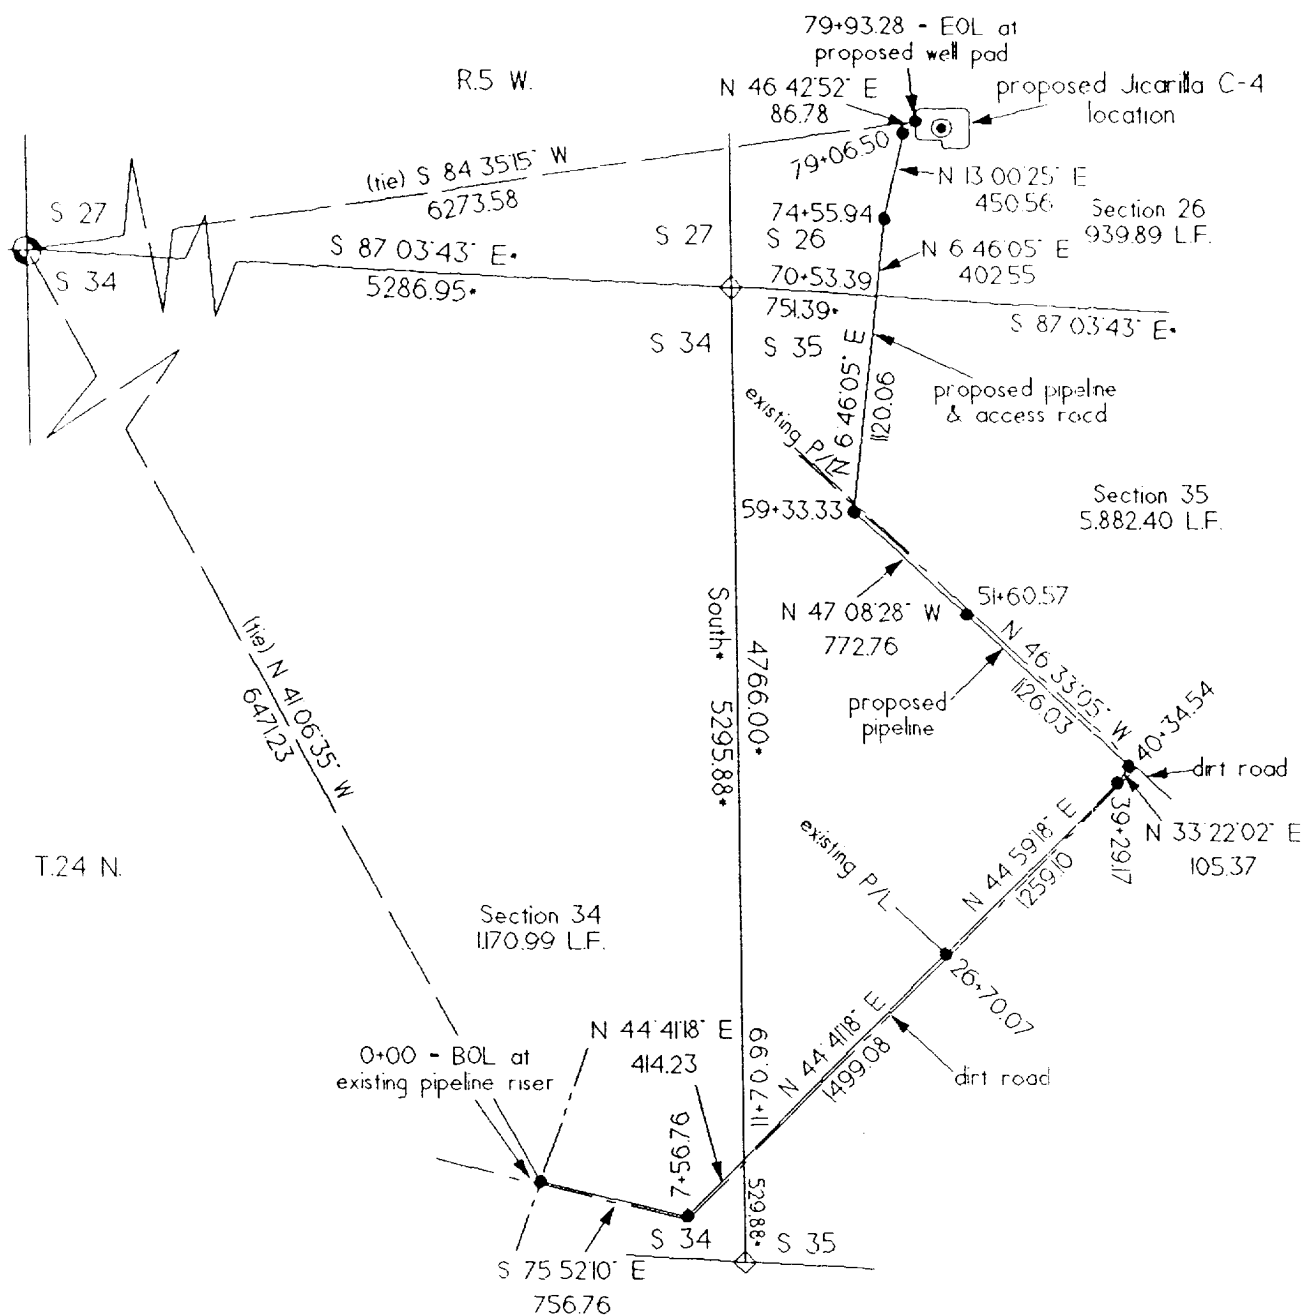 79+93.28 - EOL at
proposed well pad
R.5 W.
N 46 42'52" E
86.78
proposed Jicarilla C-4
location
79+06.50
(tie) S 84 35'15" W
6273.58
N 13 00'25" E
450.56
Section 26
939.89 L.F.
S 27
74+55.94
S 27
S 26
N 6 46'05" E
402.55
S 87 03'43" E*
5286.95*
S 34
70+53.39
751.39*
S 87 03'43" E*
S 34
S 35
N 6 46'05" E
1120.06
proposed pipeline
& access road
existing P/L
Section 35
5,882.40 L.F.
59+33.33
51+60.57
N 47 08'28" W
772.76
N 46 33'05" W
1126.03
South*
5295.88*
4766.00*
(tie) N 41 06'35" W
6471.23
proposed
pipeline
40+34.54
dirt road
39+29.17
N 33 22'02" E
105.37
N 44 59'18" E
1259.10
existing P/L
T.24 N.
Section 34
1,170.99 L.F.
26+70.07
N 44 41'18" E
1499.08
dirt road
N 44 41'18" E
414.23
11+70.99
0+00 - BOL at
existing pipeline riser
7+56.76
529.88*
S 34
S 35
S 75 52'10" E
756.76